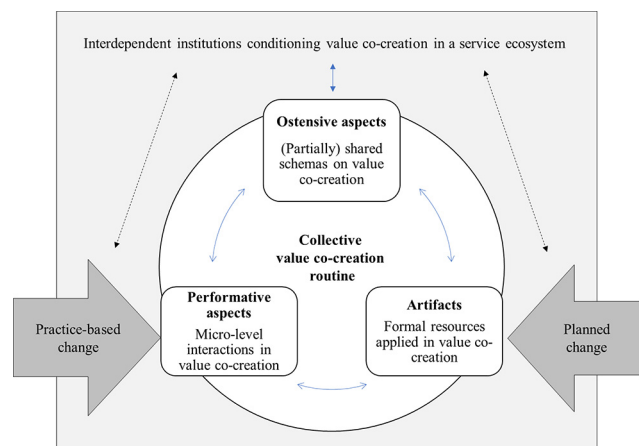 Interdependent institutions conditioning value co-creation in a service ecosystem
Ostensive aspects
(Partially) shared
schemas on value
co-creation
Collective
value co-creation
routine
Performative
aspects
Micro-level
interactions in
value co-creation
Artifacts
Formal resources
applied in value co-
creation
Practice-based
change
Planned
change